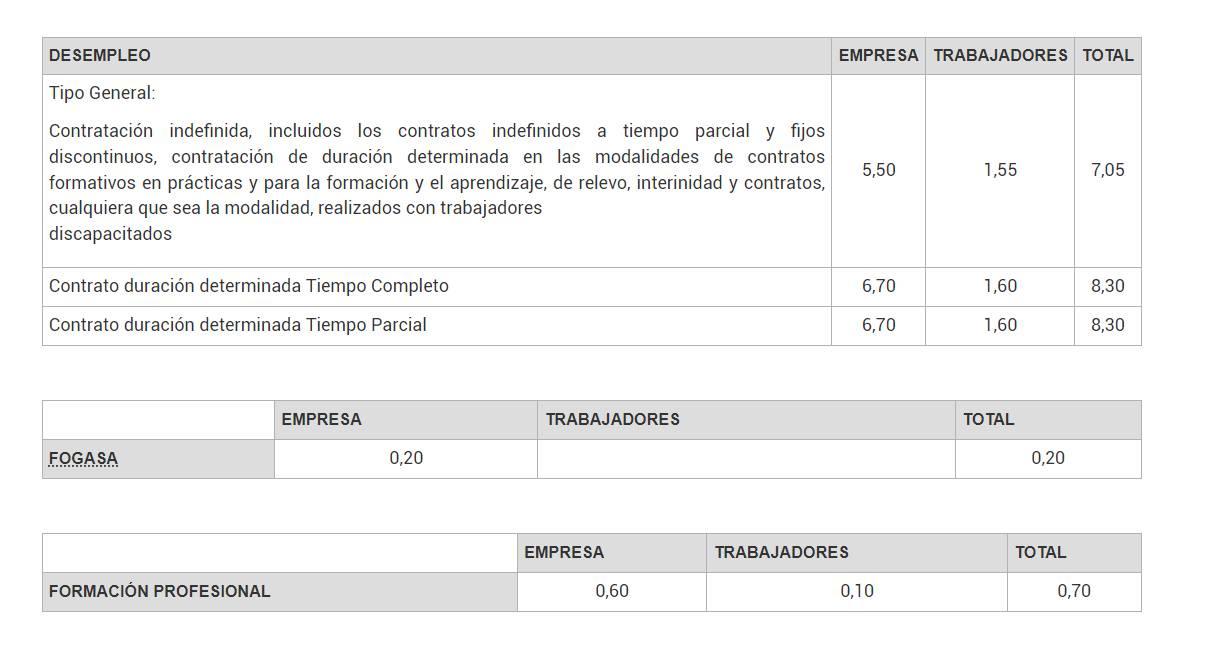 DESEMPLEO EMPRESA TRABAJADORES TOTAL
Tipo General:
Contratación indefinida, incluidos los contratos indefinidos a tiempo parcial y fijos
discontinuos, contratación de duración determinada en las modalidades de contratos
formativos en prácticas y para la formación y el aprendizaje, de relevo, interinidad y contratos,
cualquiera que sea la modalidad, realizados con trabajadores
discapacitados
5,50 1,55 7,05
Contrato duración determinada Tiempo Completo 6,70 1,60 8,30
Contrato duración determinada Tiempo Parcial 6,70 1,60 8,30
EMPRESA TRABAJADORES TOTAL
FOGASA 0,20 0,20
EMPRESA TRABAJADORES TOTAL
FORMACIÓN PROFESIONAL 0,60 0,10 0,70